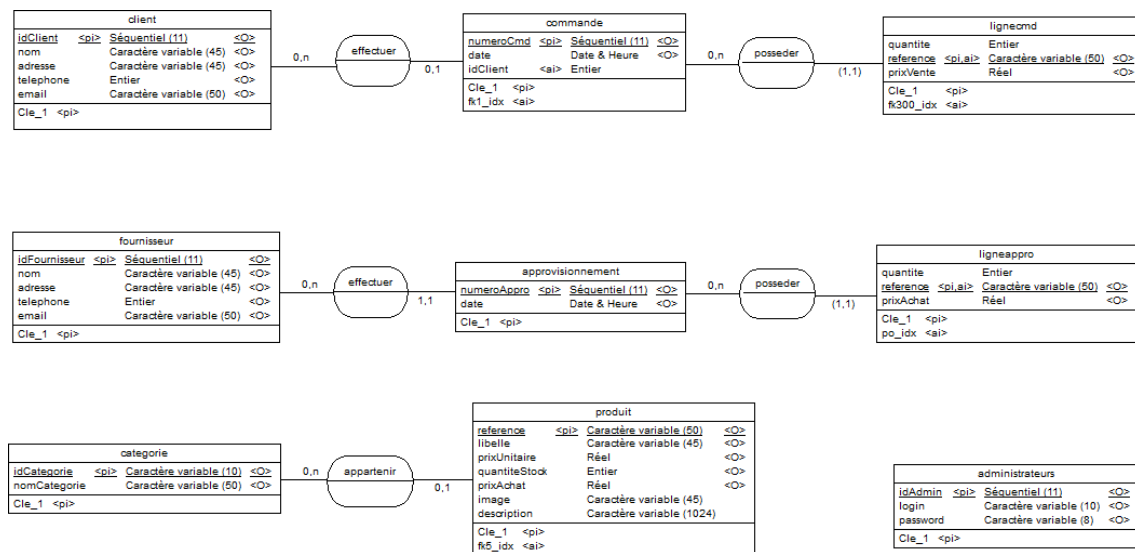 client
idClient <pi> Séquentiel (11) <O>
nom Caractère variable (45) <O>
adresse Caractère variable (45) <O>
telephone Entier <O>
email Caractère variable (50) <O>
Cle_1 <pi>
0,n
effectuer
0,1
commande
numeroCmd <pi> Séquentiel (11) <O>
date Date & Heure <O>
idClient <ai> Entier
Cle_1 <pi>
fk1_idx <ai>
0,n
posseder
(1,1)
lignecmd
quantite Entier
reference <pi,ai> Caractère variable (50) <O>
prixVente Réel <O>
Cle_1 <pi>
fk300_idx <ai>
fournisseur
idFournisseur <pi> Séquentiel (11) <O>
nom Caractère variable (45) <O>
adresse Caractère variable (45) <O>
telephone Entier <O>
email Caractère variable (50) <O>
Cle_1 <pi>
0,n
effectuer
1,1
approvisionnement
numeroAppro <pi> Séquentiel (11) <O>
date Date & Heure <O>
Cle_1 <pi>
0,n
posseder
(1,1)
ligneappro
quantite Entier
reference <pi,ai> Caractère variable (50) <O>
prixAchat Réel <O>
Cle_1 <pi>
po_idx <ai>
categorie
idCategorie <pi> Caractère variable (10) <O>
nomCategorie Caractère variable (50) <O>
Cle_1 <pi>
0,n
appartenir
0,1
produit
reference <pi> Caractère variable (50) <O>
libelle Caractère variable (45) <O>
prixUnitaire Réel <O>
quantiteStock Entier <O>
prixAchat Réel <O>
image Caractère variable (45)
description Caractère variable (1024)
Cle_1 <pi>
fk5_idx <ai>
administrateurs
idAdmin <pi> Séquentiel (11) <O>
login Caractère variable (10) <O>
password Caractère variable (8) <O>
Cle_1 <pi>